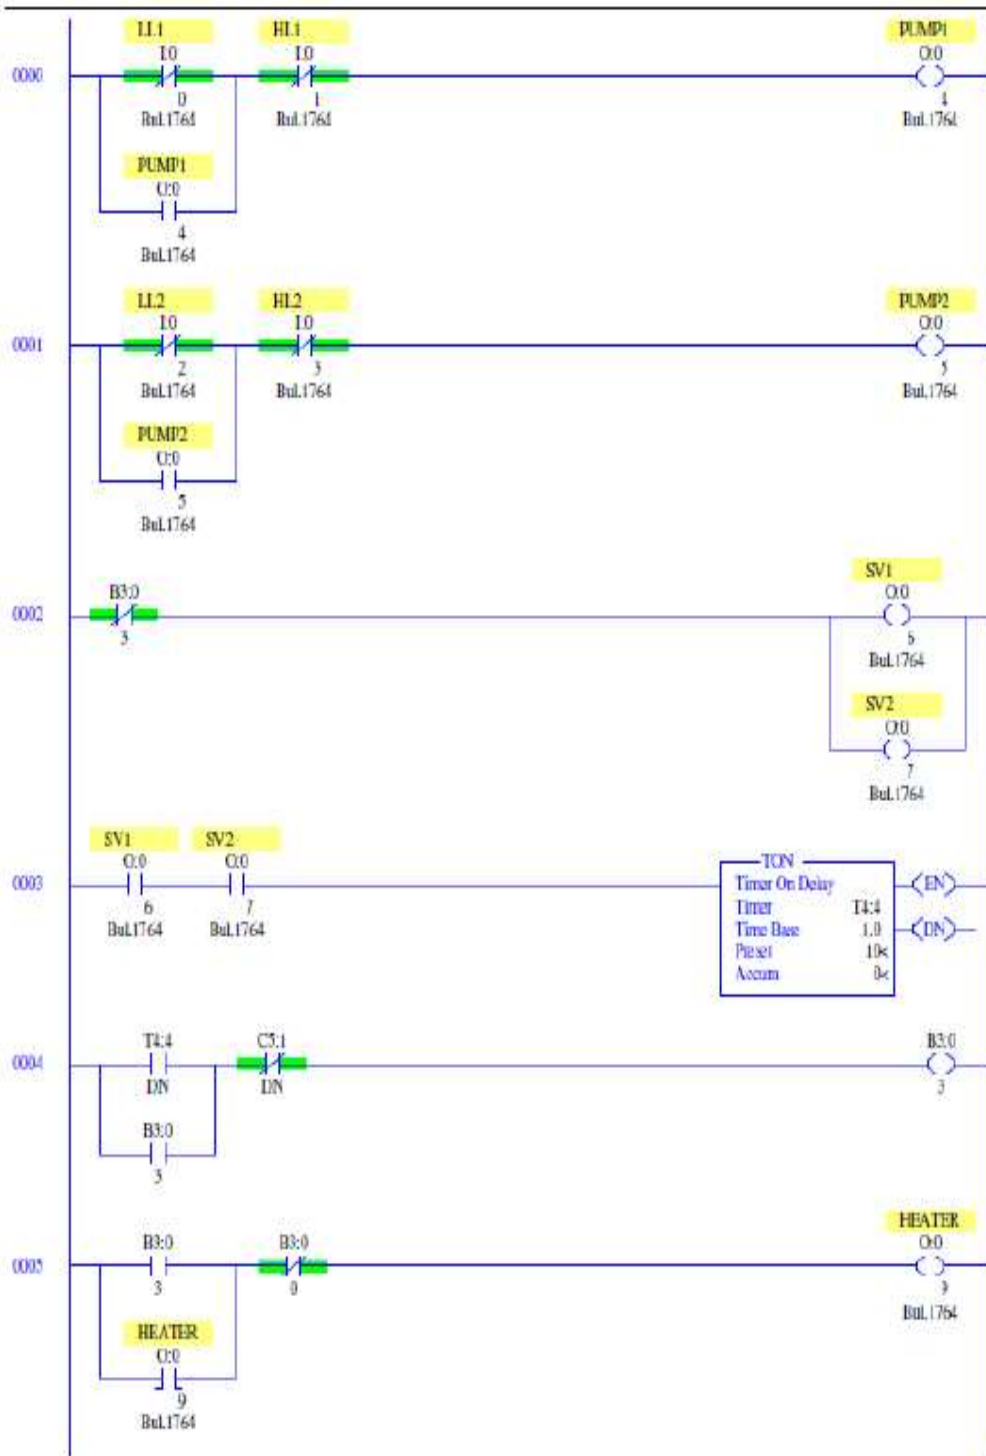 LL1 HL1 PUMP1
I:0 I:0 O:0
0000
0 1 4
Bul.1764 Bul.1764 Bul.1764
PUMP1
O:0
4
Bul.1764
LL2 HL2 PUMP2
I:0 I:0 O:0
0001
2 3 5
Bul.1764 Bul.1764 Bul.1764
PUMP2
O:0
5
Bul.1764
SV1
B3:0 O:0
0002
3 6
Bul.1764
SV2
O:0
7
Bul.1764
SV1 SV2
O:0 O:0 TON
0003 Timer On Delay EN
6 7 Timer T4:4
Bul.1764 Bul.1764 Time Base 1.0 DN
Preset 10<
Accum 0<
T4:4 C5:1 B3:0
0004
DN DN 3
B3:0
3
HEATER
B3:0 B3:0 O:0
0005
3 0 9
Bul.1764
HEATER
O:0
9
Bul.1764